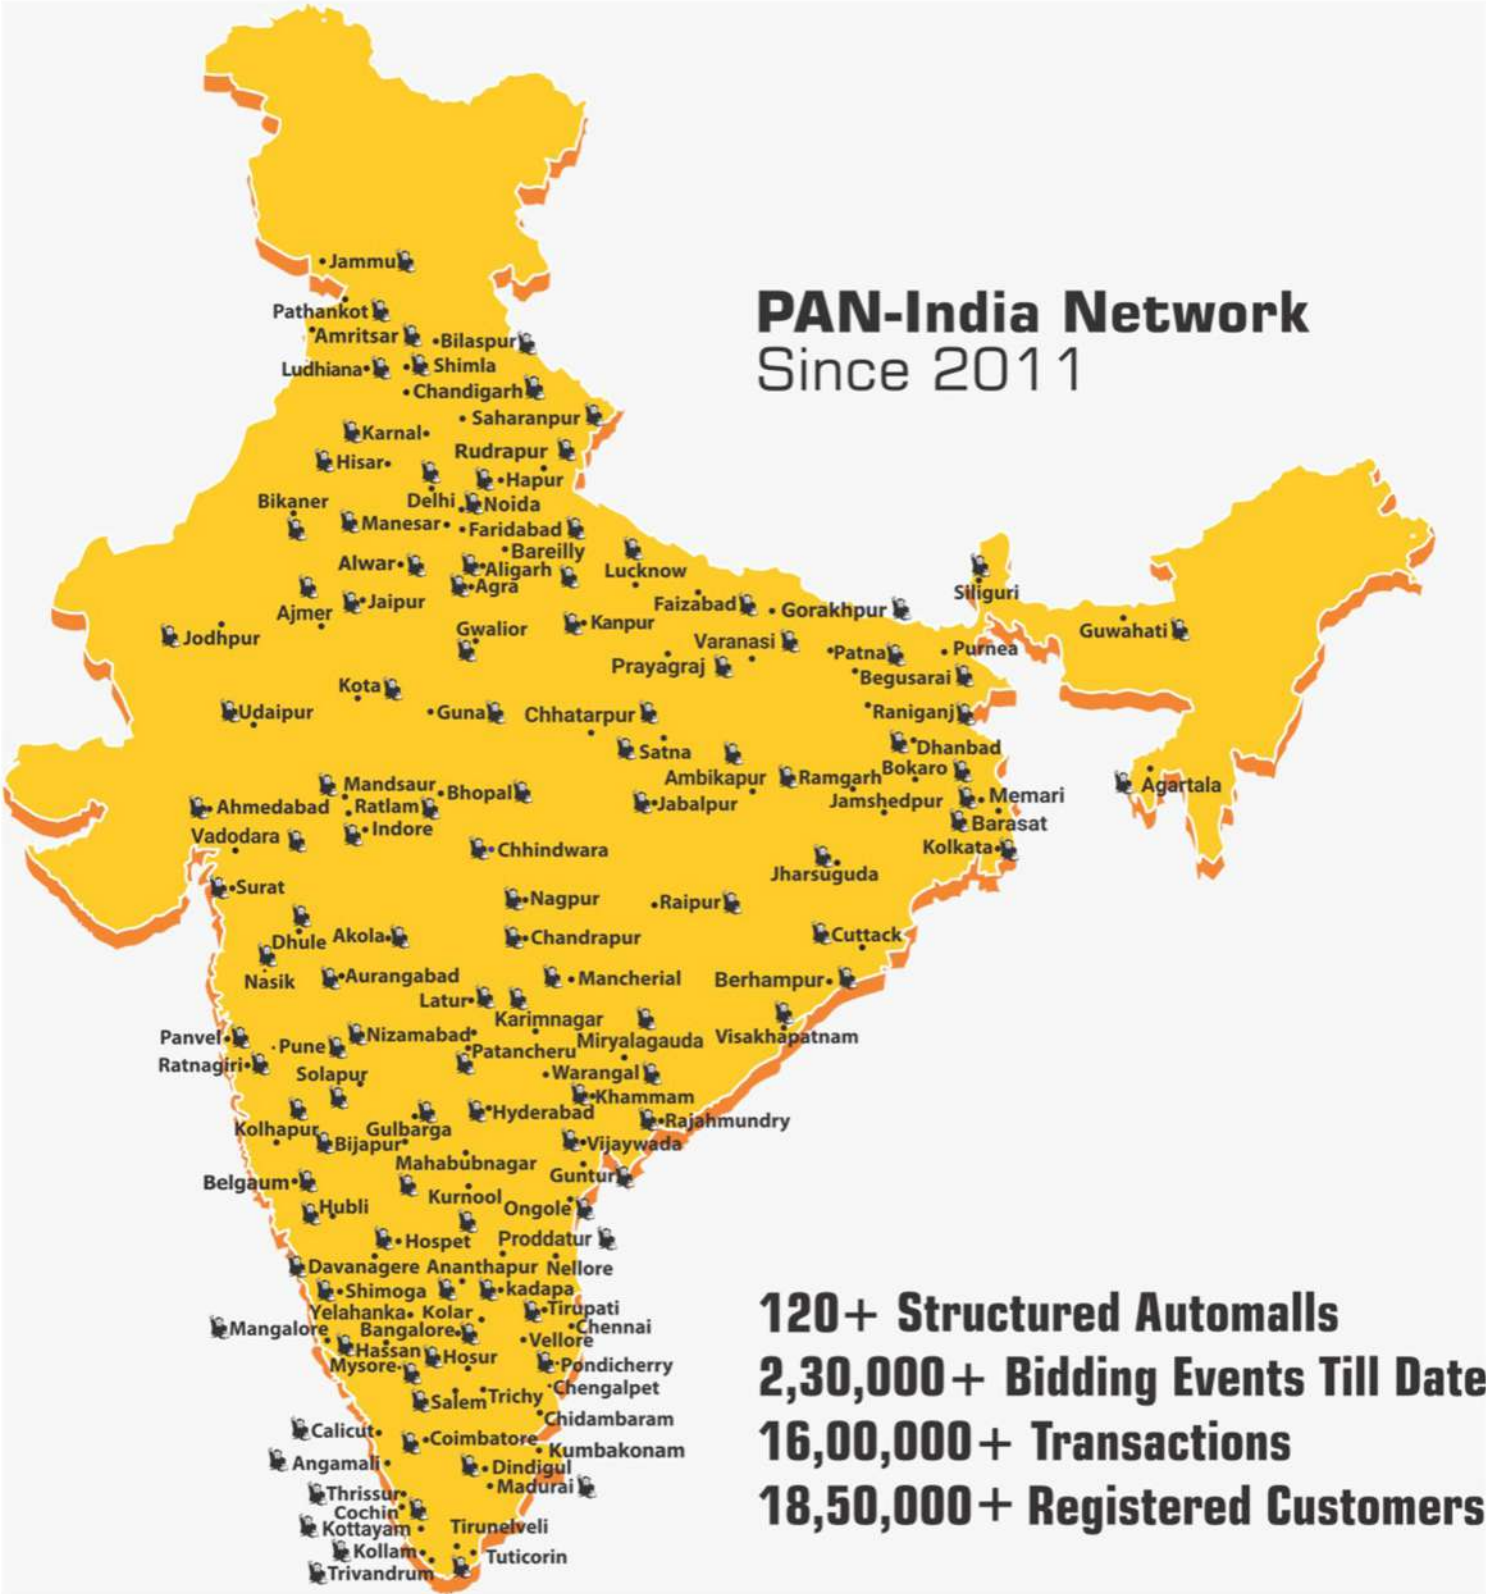 Jammu
Pathankot
Amritsar
Bilaspur
Ludhiana
Shimla
Chandigarh
Saharanpur
Karnal
Rudrapur
Hisar
Hapur
Bikaner
Delhi
Noida
Manesar
Faridabad
Bareilly
Alwar
Aligarh
Lucknow
Agra
Jaipur
Ajmer
Faizabad
Gorakhpur
Jodhpur
Gwalior
Kanpur
Varanasi
Patna
Purnea
Siliguri
Guwahati
Prayagraj
Begusarai
Kota
Udaipur
Guna
Chhatarpur
Raniganj
Satna
Dhanbad
Ambikapur
Ramgarh
Bokaro
Agartala
Mandsaur
Bhopal
Ahmedabad
Ratlam
Jabalpur
Jamshedpur
Memari
Vadodara
Indore
Barasat
Chhindwara
Kolkata
Jharsuguda
Surat
Nagpur
Raipur
Dhule
Akola
Chandrapur
Cuttack
Nasik
Aurangabad
Mancherial
Berhampur
Latur
Karimnagar
Panvel
Pune
Nizamabad
Miryalagauda
Visakhapatnam
Patancheru
Ratnagiri
Solapur
Warangal
Khammam
Hyderabad
Rajahmundry
Kolhapur
Gulbarga
Bijapur
Vijaywada
Mahabubnagar
Belgaum
Guntur
Kurnool
Hubli
Ongole
Hospet
Proddatur
Davanagere
Ananthapur
Nellore
Shimoga
kadapa
Yelahanka
Kolar
Tirupati
Mangalore
Bangalore
Chennai
Vellore
Hassan
Hosur
Mysore
Pondicherry
Chengalpet
Salem
Trichy
Chidambaram
Calicut
Coimbatore
Kumbakonam
Angamali
Dindigul
Madurai
Thrissur
Cochin
Kottayam
Tirunelveli
Kollam
Tuticorin
Trivandrum
PAN-India Network
Since 2011
120+ Structured Automalls
2,30,000+ Bidding Events Till Date
16,00,000+ Transactions
18,50,000+ Registered Customers